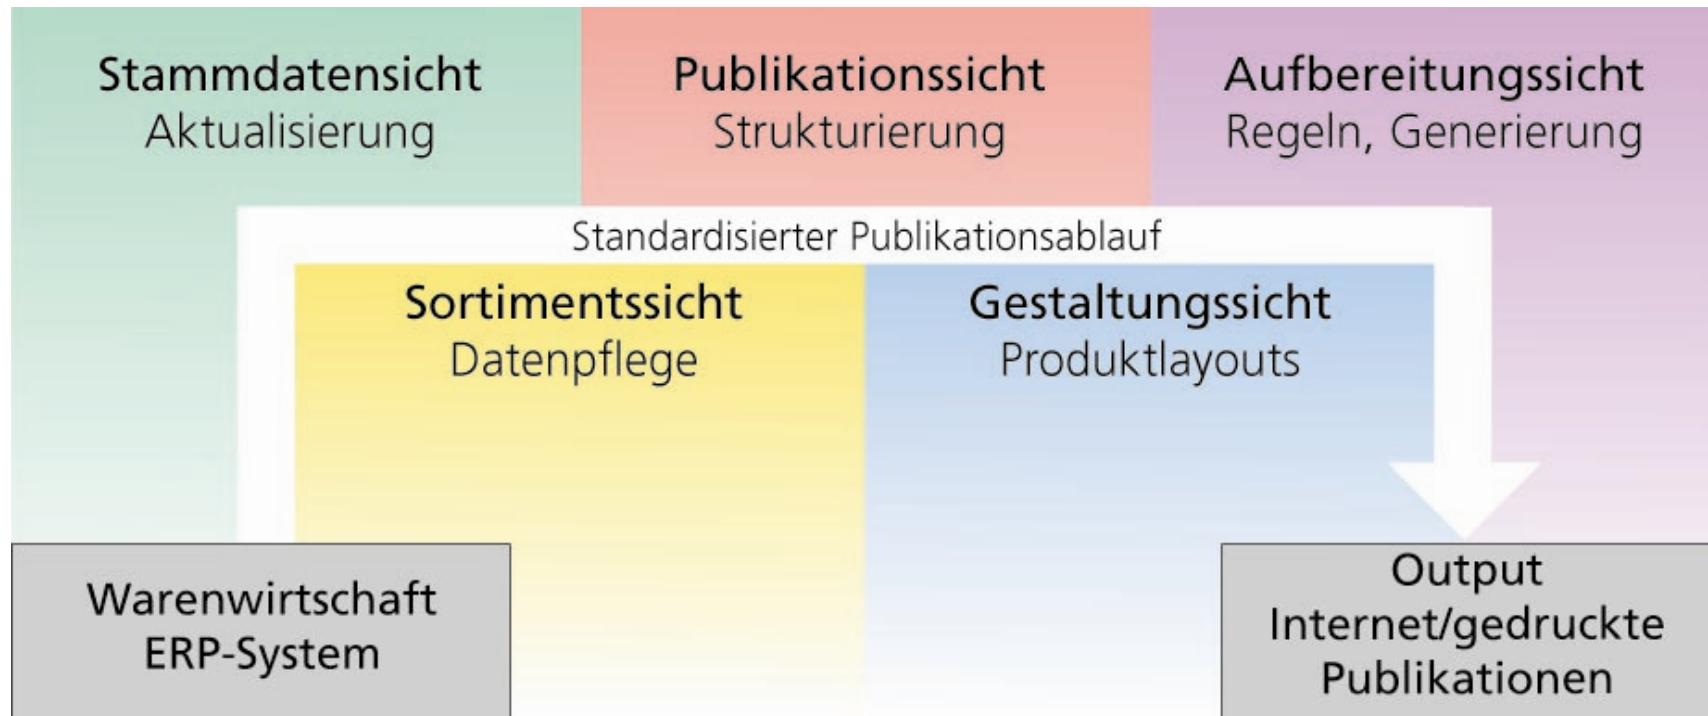 Stammdatensicht
Aktualisierung
Publikationssicht
Strukturierung
Aufbereitungssicht
Regeln, Generierung
Standardisierter Publikationsablauf
Sortimentssicht
Datenpflege
Gestaltungssicht
Produktlayouts
Warenwirtschaft
ERP-System
Output
Internet/gedruckte
Publikationen